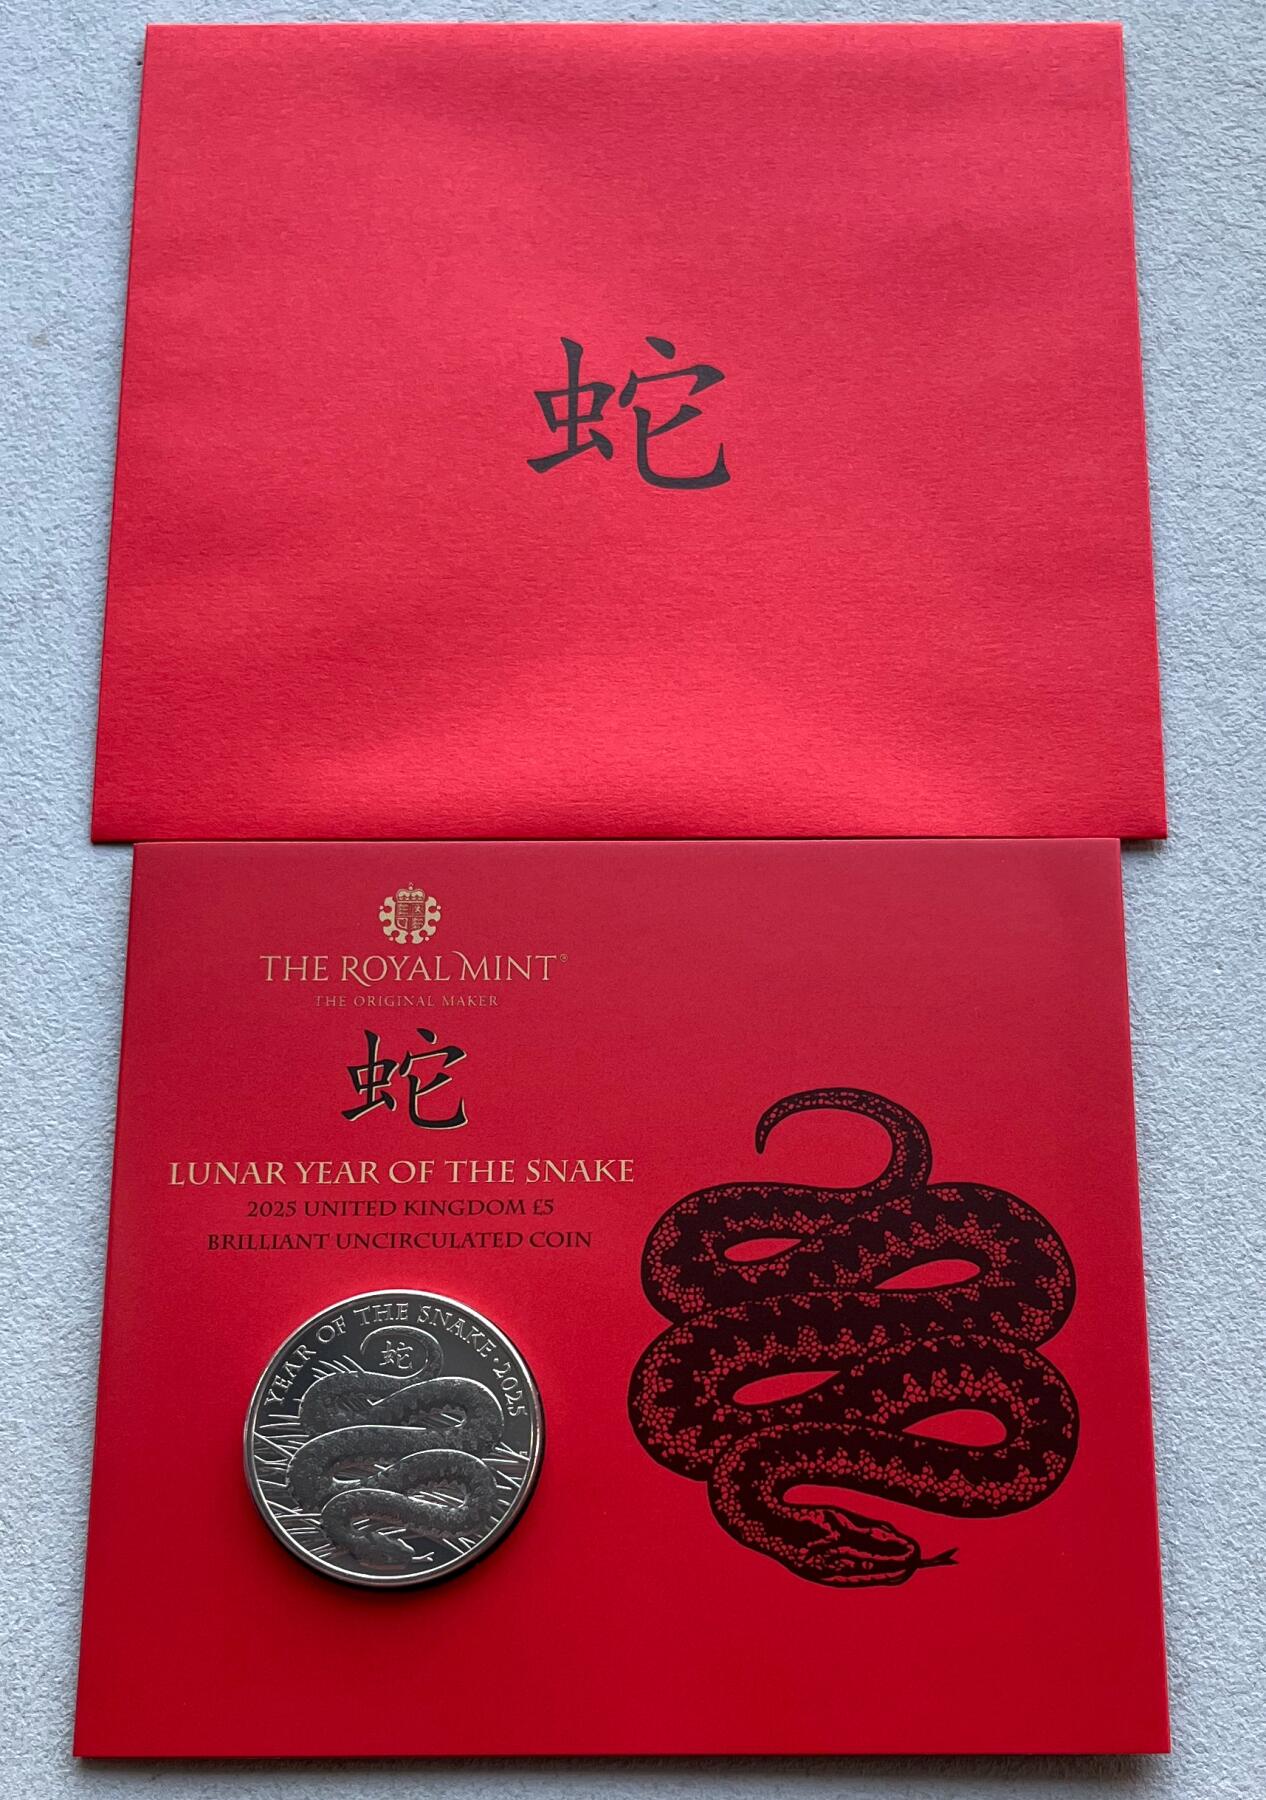 蛇
THE ROYAL MINT®
THE ORIGINAL MAKER
蛇
LUNAR YEAR OF THE SNAKE
2025 UNITED KINGDOM £5
BRILLIANT UNCIRCULATED COIN
YEAR OF THE SNAKE · 2025
蛇